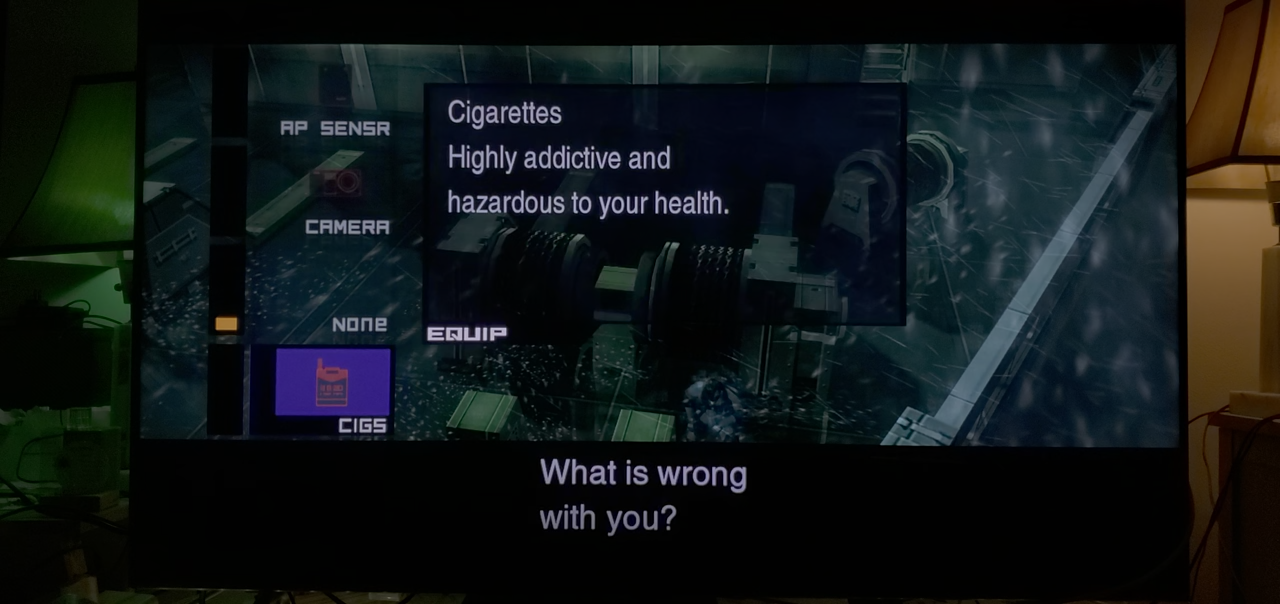 AP SENSR
CAMERA
NONE
CIGS
Cigarettes
Highly addictive and
hazardous to your health.
EQUIP
What is wrong
with you?